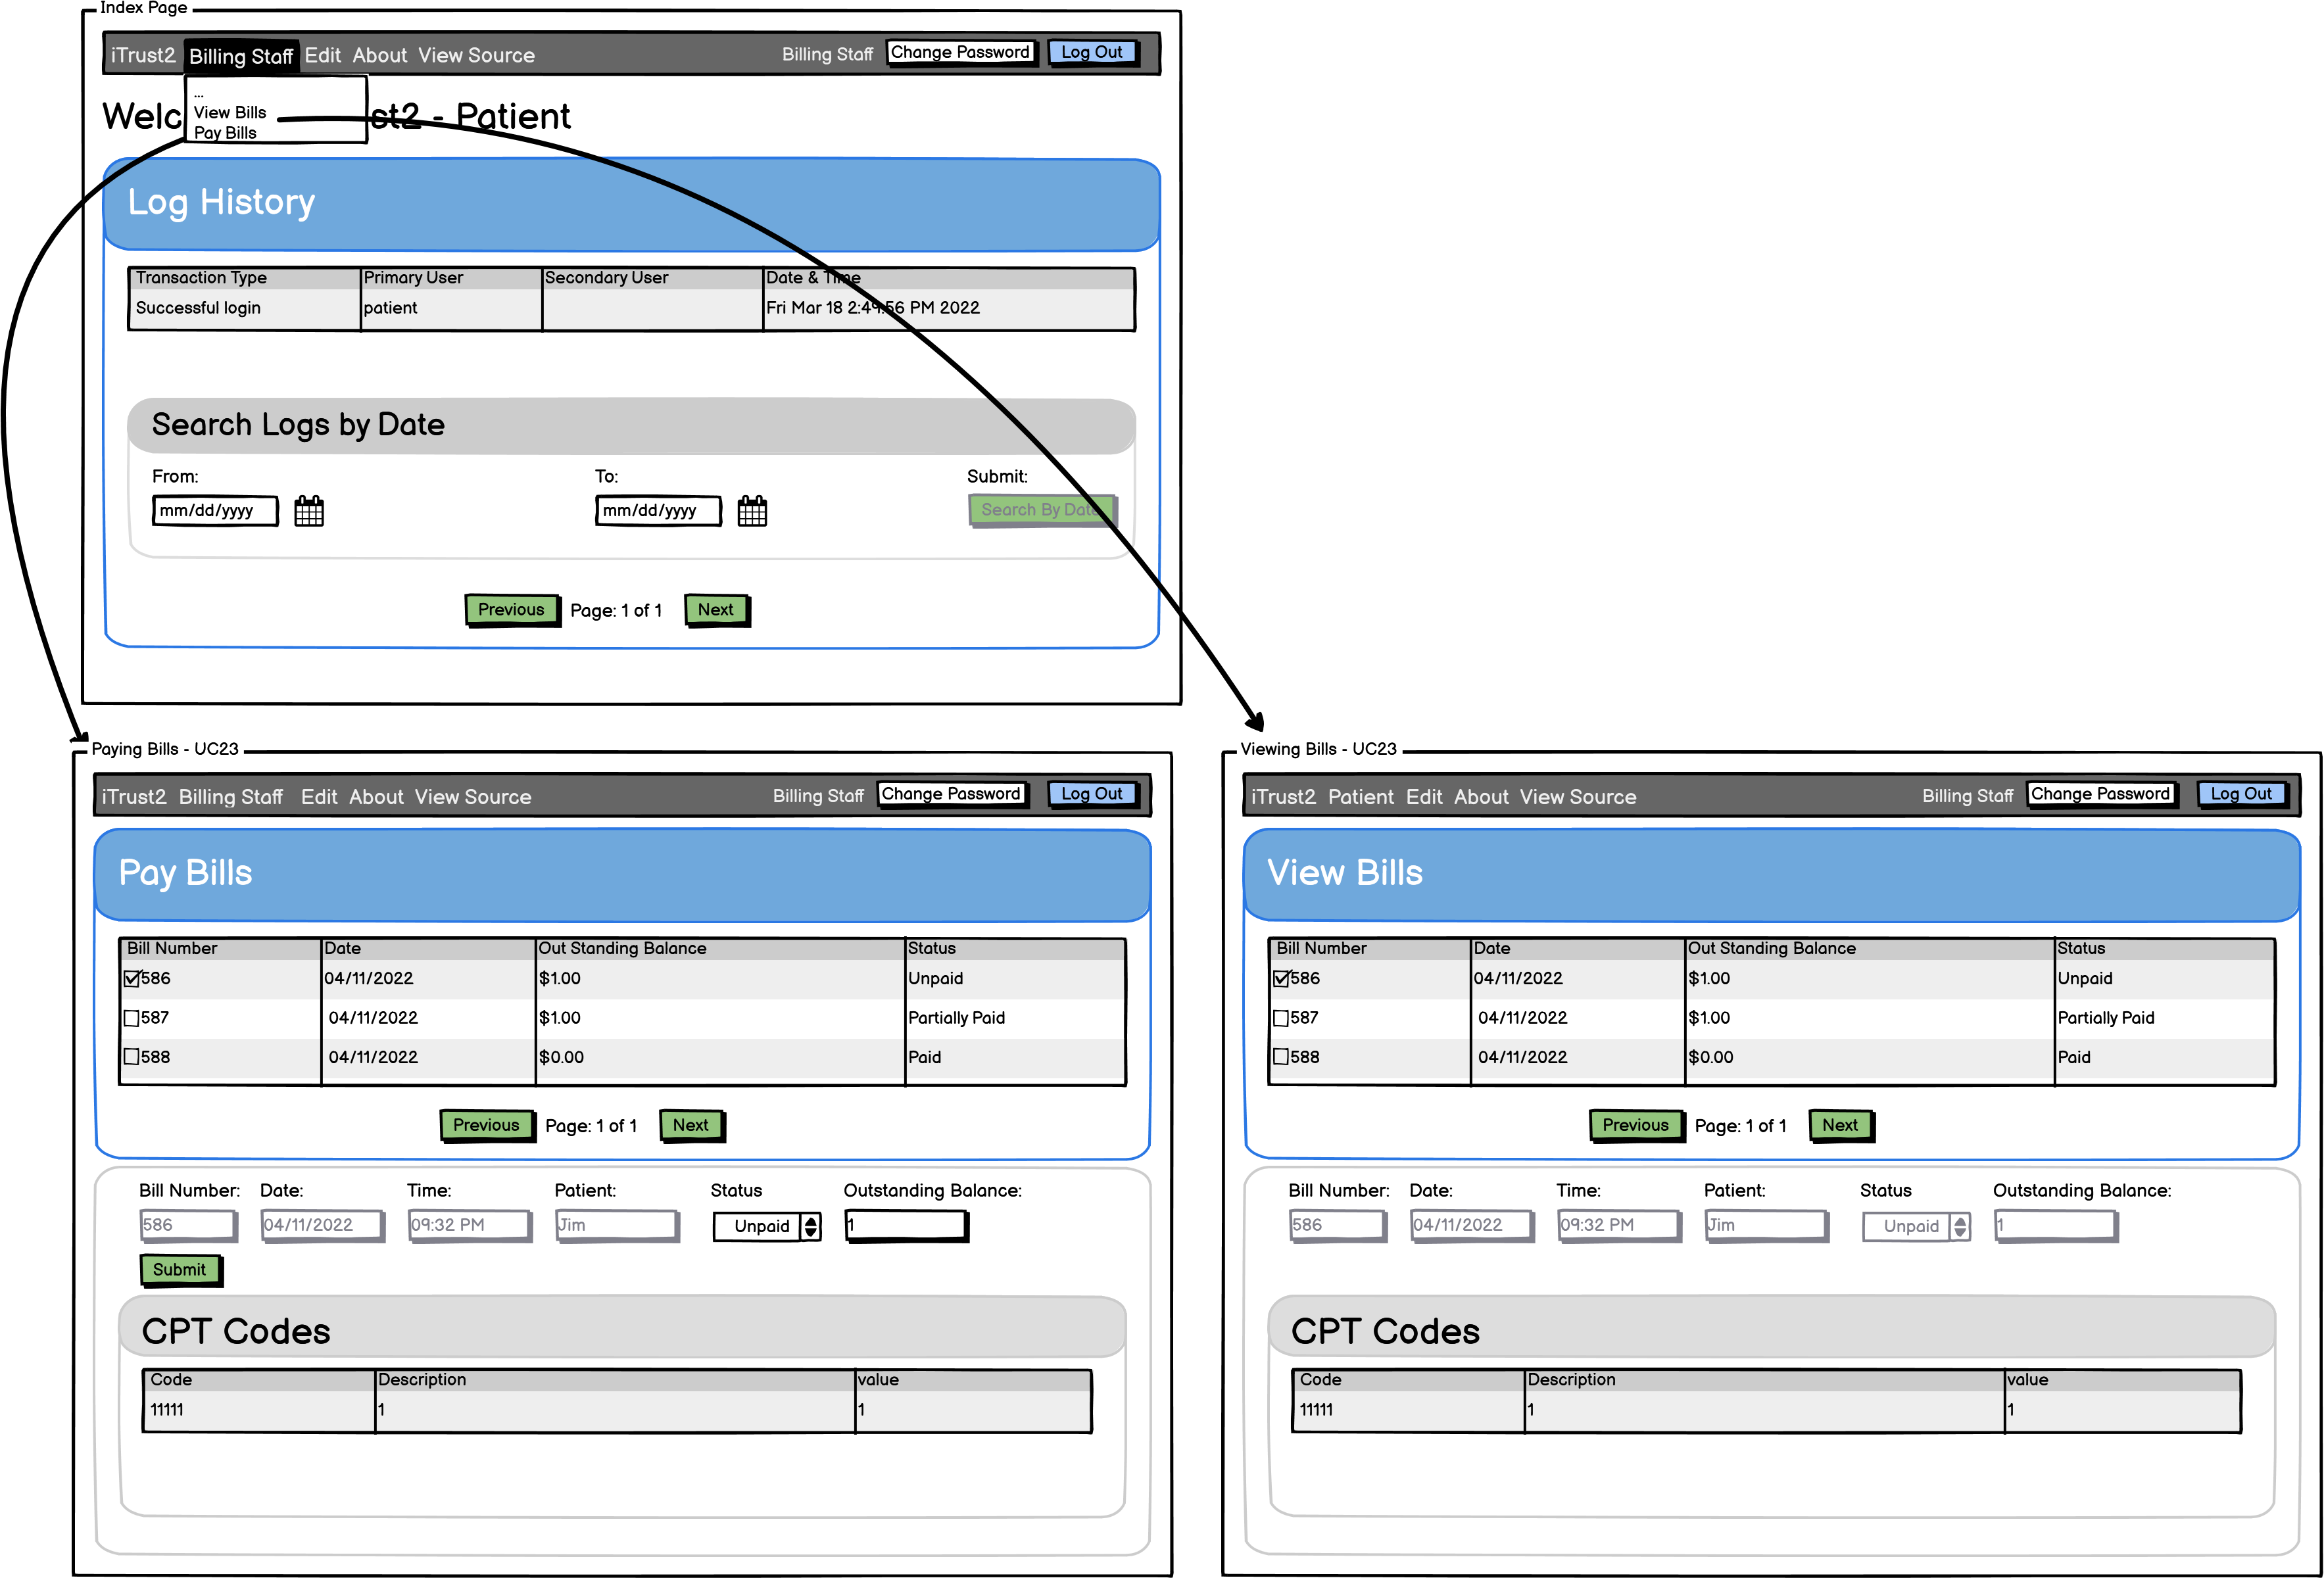 Index Page
iTrust2 Billing Staff Edit About View Source Billing Staff Change Password Log Out
...
View Bills
Pay Bills
Welc st2 - Patient
Log History
Transaction Type Primary User Secondary User Date & Time
Successful login patient Fri Mar 18 2:49:56 PM 2022
Search Logs by Date
From: To: Submit:
mm/dd/yyyy mm/dd/yyyy Search By Date
Previous Page: 1 of 1 Next
Paying Bills - UC23
iTrust2 Billing Staff Edit About View Source Billing Staff Change Password Log Out
Pay Bills
Bill Number Date Out Standing Balance Status
586 04/11/2022 $1.00 Unpaid
587 04/11/2022 $1.00 Partially Paid
588 04/11/2022 $0.00 Paid
Previous Page: 1 of 1 Next
Bill Number: Date: Time: Patient: Status Outstanding Balance:
586 04/11/2022 09:32 PM Jim Unpaid 1
Submit
CPT Codes
Code Description value
11111 1 1
Viewing Bills - UC23
iTrust2 Patient Edit About View Source Billing Staff Change Password Log Out
View Bills
Bill Number Date Out Standing Balance Status
586 04/11/2022 $1.00 Unpaid
587 04/11/2022 $1.00 Partially Paid
588 04/11/2022 $0.00 Paid
Previous Page: 1 of 1 Next
Bill Number: Date: Time: Patient: Status Outstanding Balance:
586 04/11/2022 09:32 PM Jim Unpaid 1
CPT Codes
Code Description value
11111 1 1